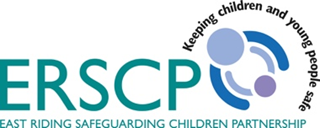 Keeping children and young people safe
ERSCP
EAST RIDING SAFEGUARDING CHILDREN PARTNERSHIP